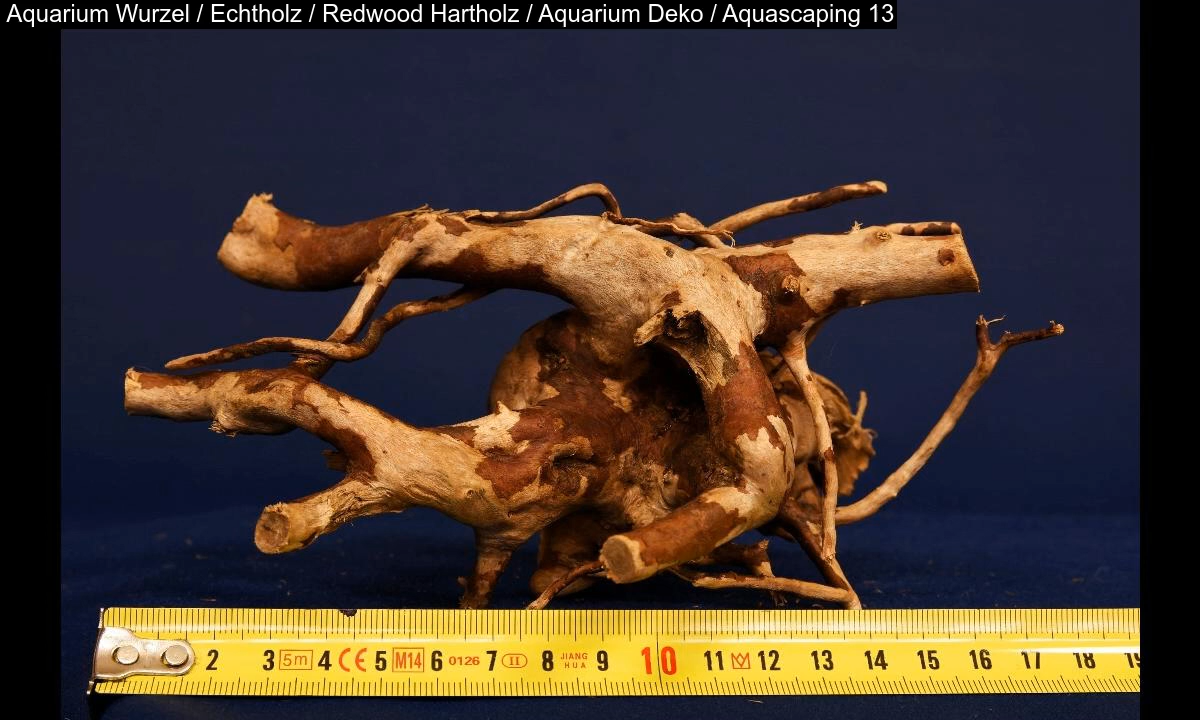 Aquarium Wurzel / Echtholz / Redwood Hartholz / Aquarium Deko / Aquascaping 13
2 3 5m 4 CE 5 M14 6 0126 7 II 8 JIANG HUA 9 10 11 M 12 13 14 15 16 17 18 19